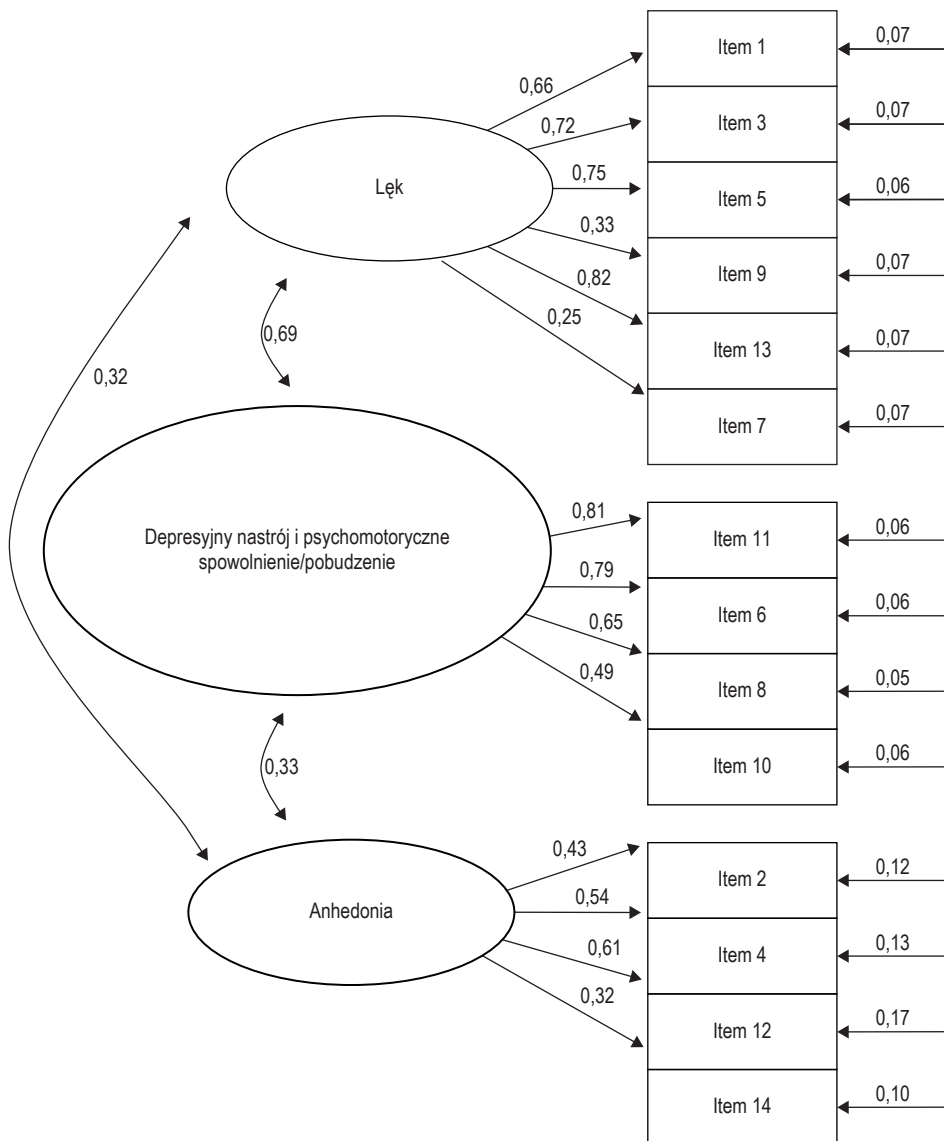 0,66
0,72
0,75
0,33
0,82
0,25
Lęk
Item 1
0,07
Item 3
0,07
Item 5
0,06
Item 9
0,07
Item 13
0,07
Item 7
0,07
0,69
0,32
Depresyjny nastrój i psychomotoryczne
spowolnienie/pobudzenie
0,81
0,79
0,65
0,49
Item 11
0,06
Item 6
0,06
Item 8
0,05
Item 10
0,06
0,33
Anhedonia
0,43
0,54
0,61
0,32
Item 2
0,12
Item 4
0,13
Item 12
0,17
Item 14
0,10